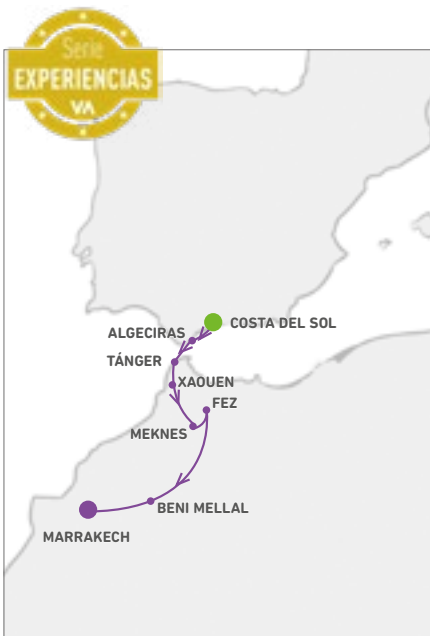 Serie
EXPERIENCIAS
VA
COSTA DEL SOL
ALGECIRAS
TÁNGER
XAOUEN
FEZ
MEKNES
BENI MELLAL
MARRAKECH